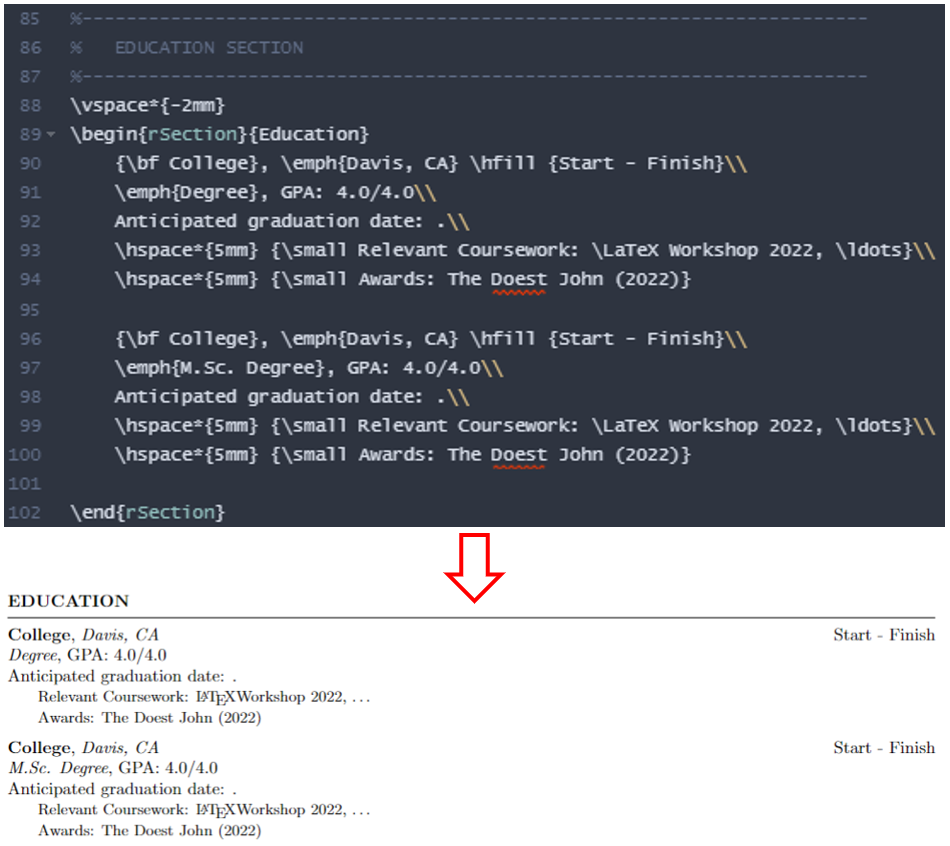 85 %------------------------------------------------------------------------
86 %   EDUCATION SECTION
87 %------------------------------------------------------------------------
88 \vspace*{-2mm}
89 \begin{rSection}{Education}
90     {\bf College}, \emph{Davis, CA} \hfill {Start - Finish}\\
91     \emph{Degree}, GPA: 4.0/4.0\\
92     Anticipated graduation date: .\\
93     \hspace*{5mm} {\small Relevant Coursework: \LaTeX Workshop 2022, \ldots}\\
94     \hspace*{5mm} {\small Awards: The Doest John (2022)}
95
96     {\bf College}, \emph{Davis, CA} \hfill {Start - Finish}\\
97     \emph{M.Sc. Degree}, GPA: 4.0/4.0\\
98     Anticipated graduation date: .\\
99     \hspace*{5mm} {\small Relevant Coursework: \LaTeX Workshop 2022, \ldots}\\
100     \hspace*{5mm} {\small Awards: The Doest John (2022)}
101
102 \end{rSection}
EDUCATION
College, Davis, CA Start - Finish
Degree, GPA: 4.0/4.0
Anticipated graduation date: .
Relevant Coursework: LATEXWorkshop 2022, ...
Awards: The Doest John (2022)
College, Davis, CA Start - Finish
M.Sc. Degree, GPA: 4.0/4.0
Anticipated graduation date: .
Relevant Coursework: LATEXWorkshop 2022, ...
Awards: The Doest John (2022)